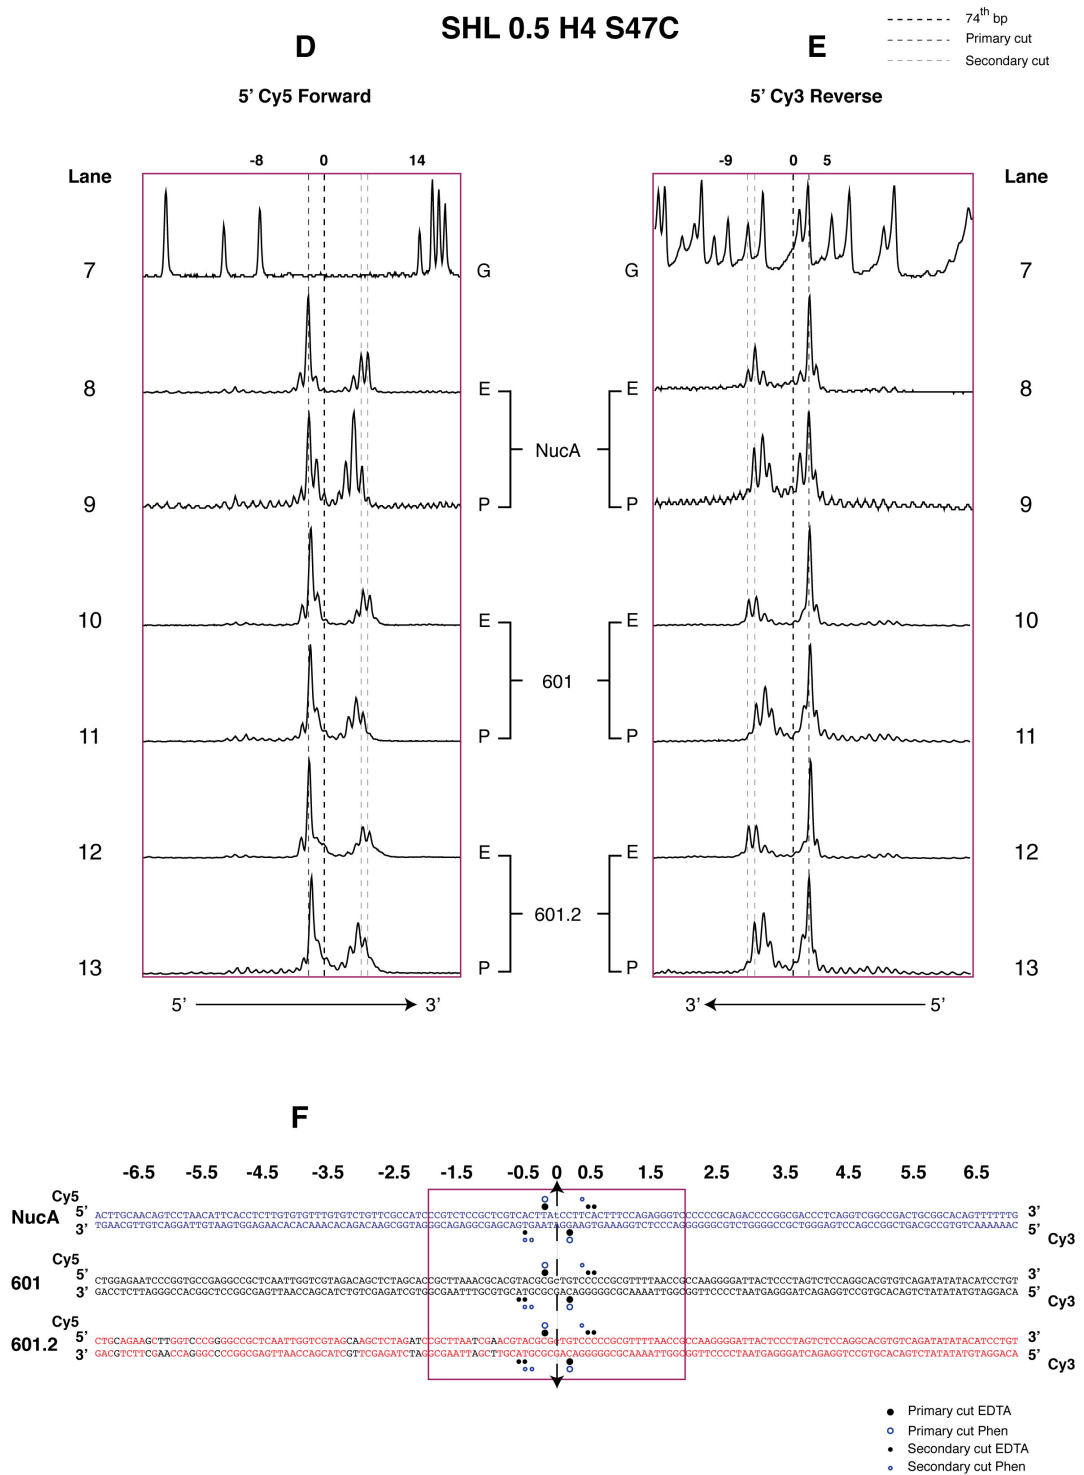 SHL 0.5 H4 S47C
74th bp
Primary cut
Secondary cut
D
E
5’ Cy5 Forward
5’ Cy3 Reverse
-8 0 14
-9 0 5
Lane
Lane
7 G G 7
8 E E 8
NucA
9 P P 9
10 E E 10
601
11 P P 11
12 E E 12
601.2
13 P P 13
5’ 3’
3’ 5’
F
-6.5 -5.5 -4.5 -3.5 -2.5 -1.5 -0.5 0 0.5 1.5 2.5 3.5 4.5 5.5 6.5
Cy5
NucA
5’ 3’
3’ 5’
Cy3
Cy5
601
5’ 3’
3’ 5’
Cy3
Cy5
601.2
5’ 3’
3’ 5’
Cy3
Primary cut EDTA
Primary cut Phen
Secondary cut EDTA
Secondary cut Phen